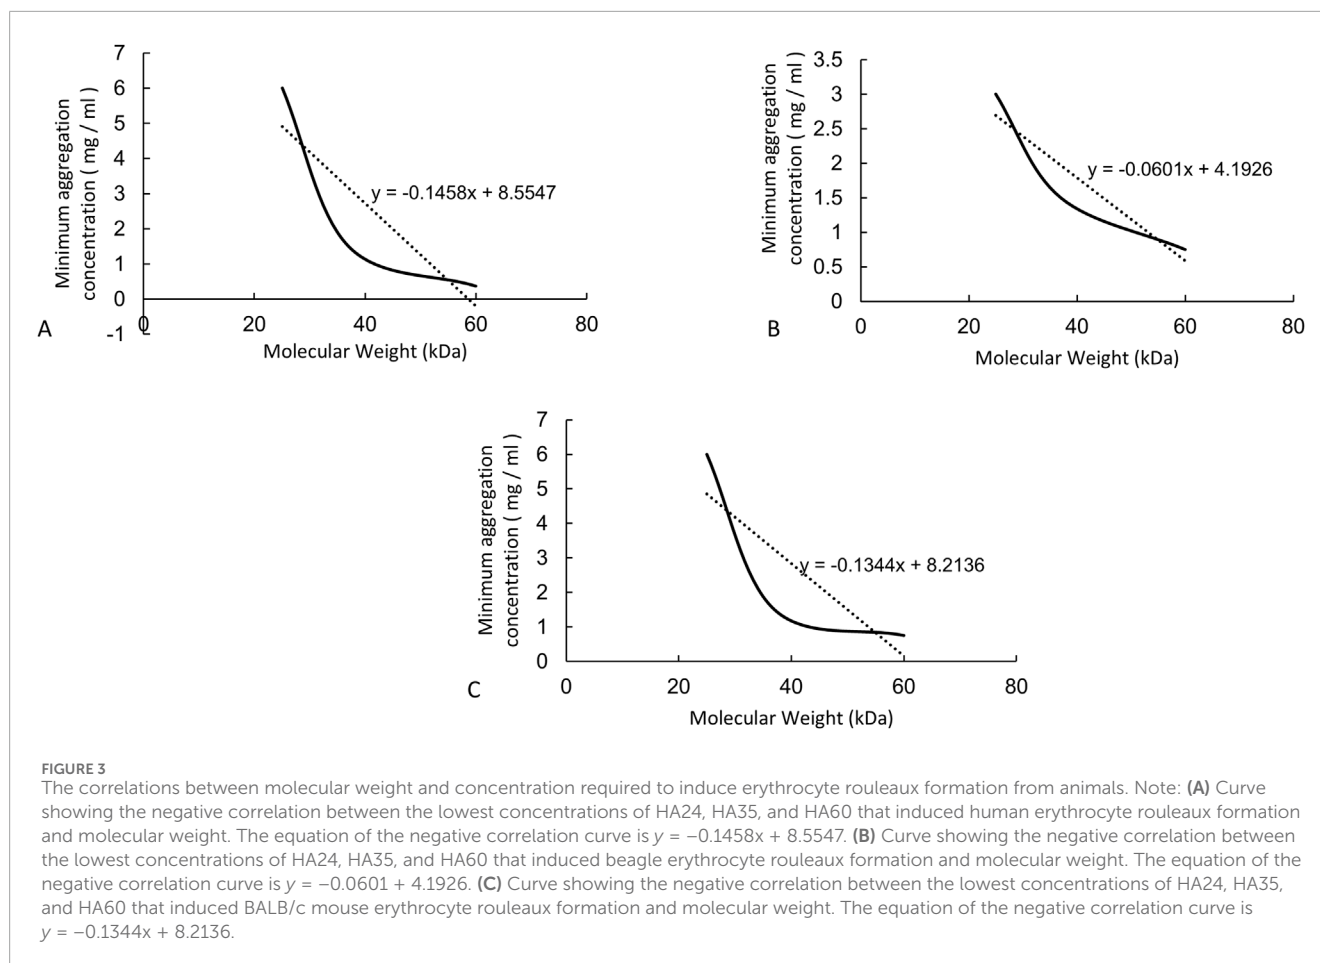 7
6
5
4
3
2
1
0
-1
Minimum aggregation
concentration ( mg / ml )
y = -0.1458x + 8.5547
0
20
40
60
80
Molecular Weight (kDa)
A
3.5
3
2.5
2
1.5
1
0.5
0
Minimum aggregation
concentration ( mg / ml )
y = -0.0601x + 4.1926
0
20
40
60
80
Molecular Weight (kDa)
B
7
6
5
4
3
2
1
0
Minimum aggregation
concentration ( mg / ml )
y = -0.1344x + 8.2136
0
20
40
60
80
Molecular Weight (kDa)
C
FIGURE 3
The correlations between molecular weight and concentration required to induce erythrocyte rouleaux formation from animals. Note: (A) Curve
showing the negative correlation between the lowest concentrations of HA24, HA35, and HA60 that induced human erythrocyte rouleaux formation
and molecular weight. The equation of the negative correlation curve is y = −0.1458x + 8.5547. (B) Curve showing the negative correlation between
the lowest concentrations of HA24, HA35, and HA60 that induced beagle erythrocyte rouleaux formation and molecular weight. The equation of the
negative correlation curve is y = −0.0601 + 4.1926. (C) Curve showing the negative correlation between the lowest concentrations of HA24, HA35,
and HA60 that induced BALB/c mouse erythrocyte rouleaux formation and molecular weight. The equation of the negative correlation curve is
y = −0.1344x + 8.2136.